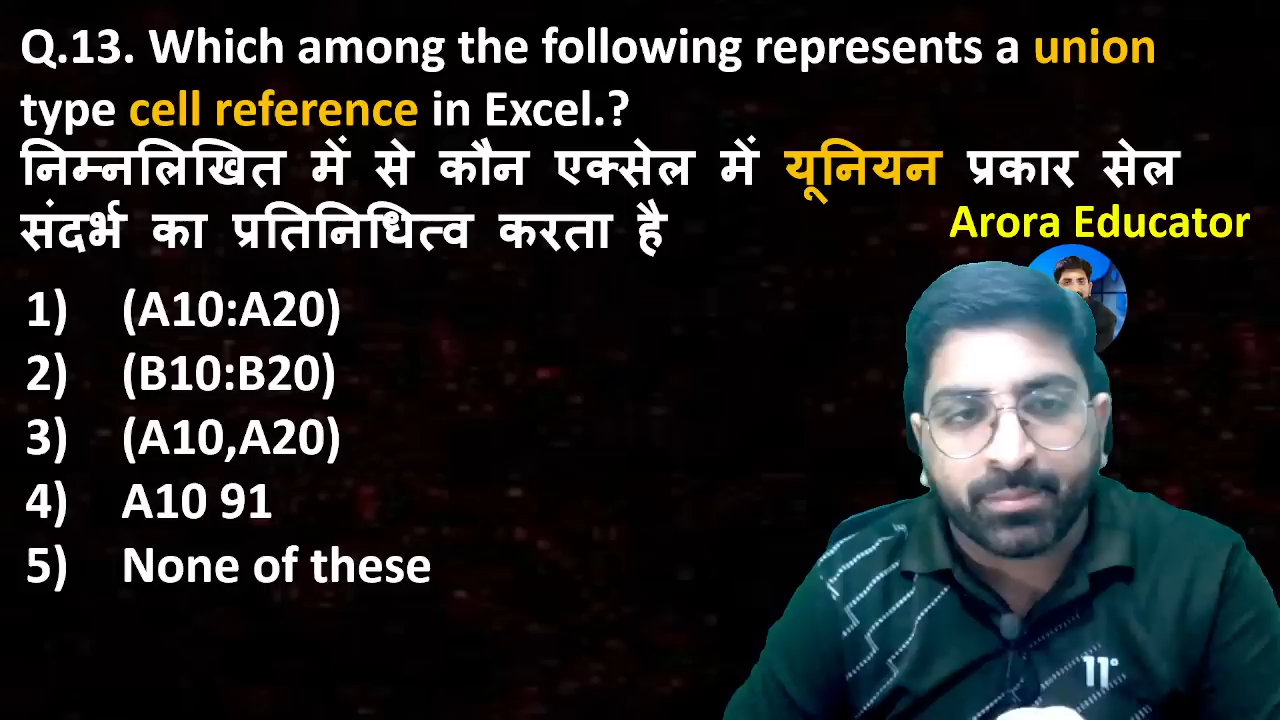 Q.13. Which among the following represents a union
type cell reference in Excel.?
निम्नलिखित में से कौन एक्सेल में यूनियन प्रकार सेल
संदर्भ का प्रतिनिधित्व करता है
Arora Educator
1) (A10:A20)
2) (B10:B20)
3) (A10,A20)
4) A10 91
5) None of these
11°